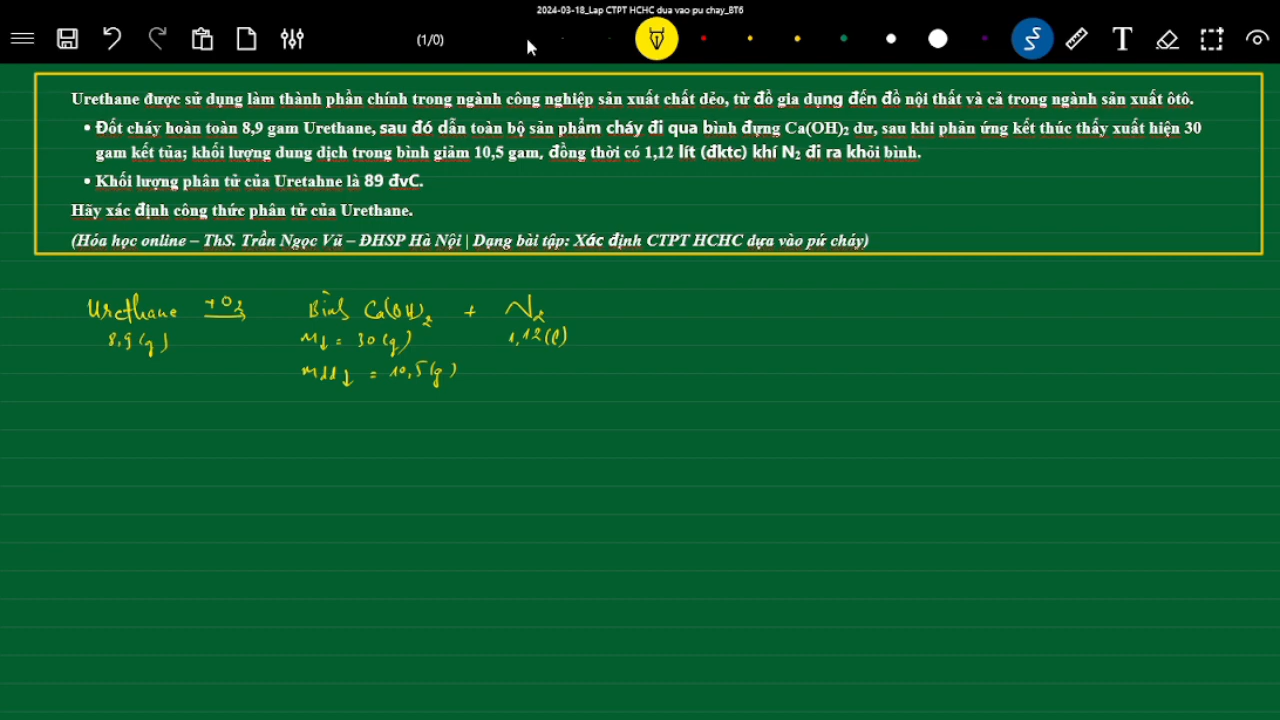 2024-03-18_Lap CTPT HCHC dua vao pu chay_BT6
(1/0)
T
Urethane được sử dụng làm thành phần chính trong ngành công nghiệp sản xuất chất dẻo, từ đồ gia dụng đến đồ nội thất và cả trong ngành sản xuất ôtô.
• Đốt cháy hoàn toàn 8,9 gam Urethane, sau đó dẫn toàn bộ sản phẩm cháy đi qua bình đựng Ca(OH)₂ dư, sau khi phản ứng kết thúc thấy xuất hiện 30
gam kết tủa; khối lượng dung dịch trong bình giảm 10,5 gam, đồng thời có 1,12 lít (đktc) khí N₂ đi ra khỏi bình.
• Khối lượng phân tử của Uretahne là 89 đvC.
Hãy xác định công thức phân tử của Urethane.
(Hóa học online – ThS. Trần Ngọc Vũ – ĐHSP Hà Nội | Dạng bài tập: Xác định CTPT HCHC dựa vào pứ cháy)
Urethane +O₂ → Bình Ca(OH)₂ + N₂
8,9(g) m↓ = 30(g) 1,12(l)
mdd↓ = 10,5(g)